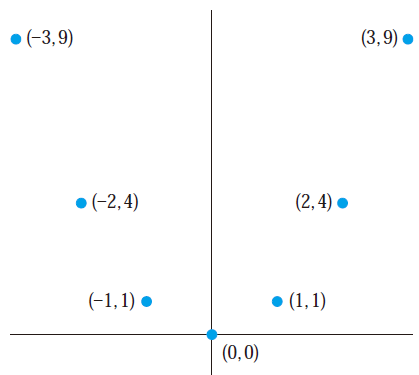 (−3, 9) (3, 9)
(−2, 4) (2, 4)
(−1, 1) (1, 1)
(0, 0)